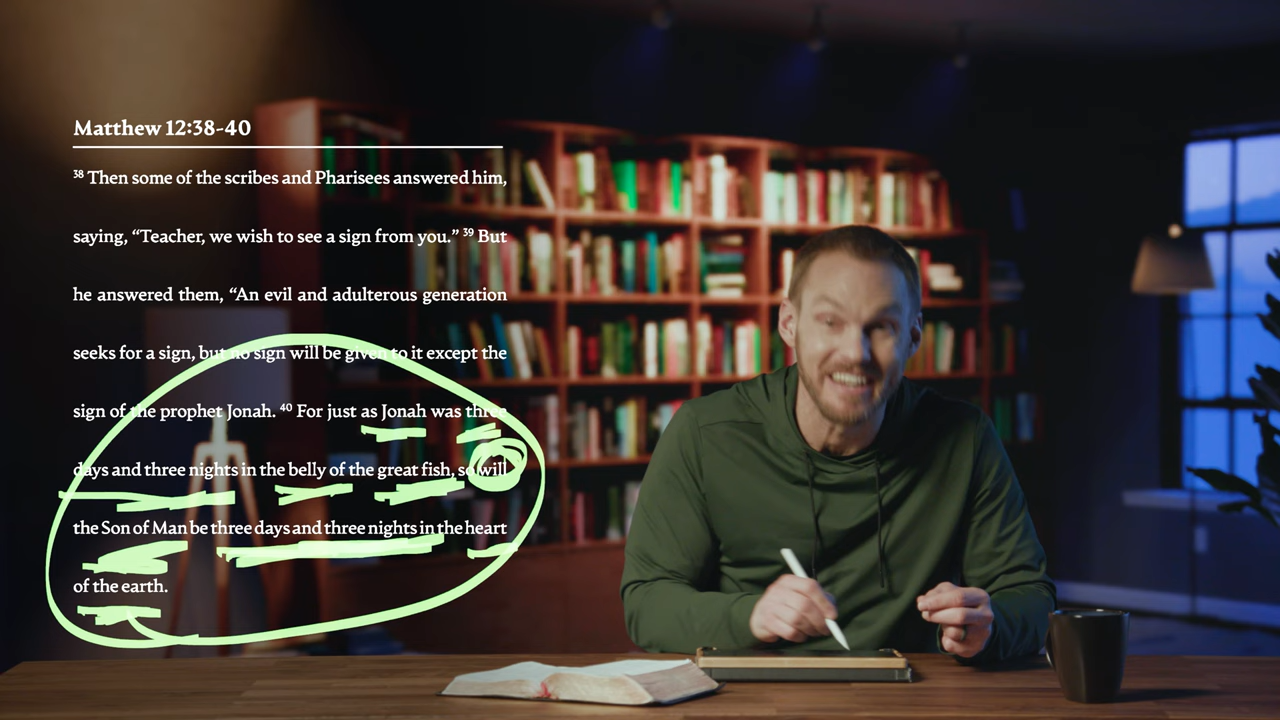 Matthew 12:38-40
³⁸ Then some of the scribes and Pharisees answered him,
saying, “Teacher, we wish to see a sign from you.” ³⁹ But
he answered them, “An evil and adulterous generation
seeks for a sign, but no sign will be given to it except the
sign of the prophet Jonah. ⁴⁰ For just as Jonah was three
days and three nights in the belly of the great fish, so will
the Son of Man be three days and three nights in the heart
of the earth.